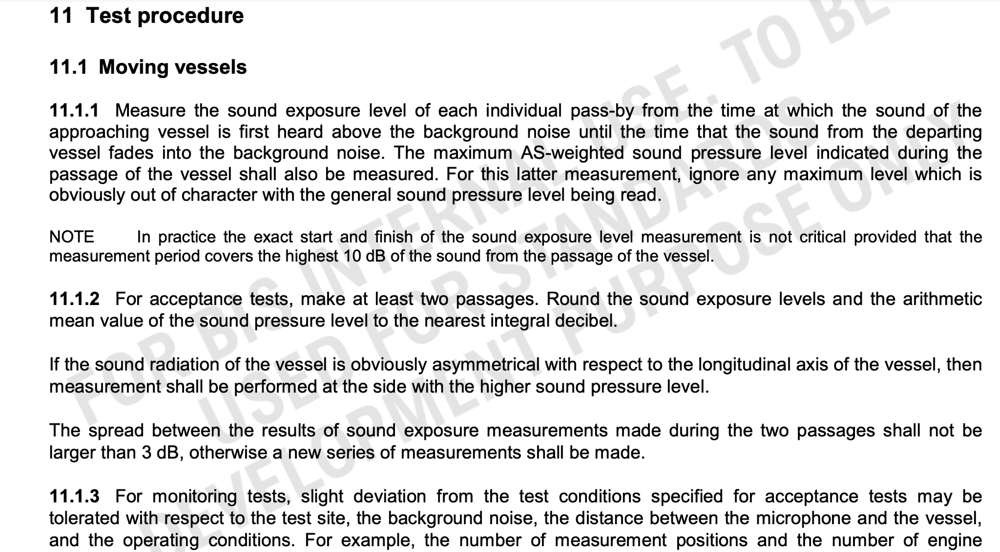 11 Test procedure
11.1 Moving vessels
11.1.1 Measure the sound exposure level of each individual pass-by from the time at which the sound of the
approaching vessel is first heard above the background noise until the time that the sound from the departing
vessel fades into the background noise. The maximum AS-weighted sound pressure level indicated during the
passage of the vessel shall also be measured. For this latter measurement, ignore any maximum level which is
obviously out of character with the general sound pressure level being read.
NOTE In practice the exact start and finish of the sound exposure level measurement is not critical provided that the
measurement period covers the highest 10 dB of the sound from the passage of the vessel.
11.1.2 For acceptance tests, make at least two passages. Round the sound exposure levels and the arithmetic
mean value of the sound pressure level to the nearest integral decibel.
If the sound radiation of the vessel is obviously asymmetrical with respect to the longitudinal axis of the vessel, then
measurement shall be performed at the side with the higher sound pressure level.
The spread between the results of sound exposure measurements made during the two passages shall not be
larger than 3 dB, otherwise a new series of measurements shall be made.
11.1.3 For monitoring tests, slight deviation from the test conditions specified for acceptance tests may be
tolerated with respect to the test site, the background noise, the distance between the microphone and the vessel,
and the operating conditions. For example, the number of measurement positions and the number of engine
FOR BIS INTERNAL USE. TO BE
USED FOR STANDARDS
DEVELOPMENT PURPOSE ONLY